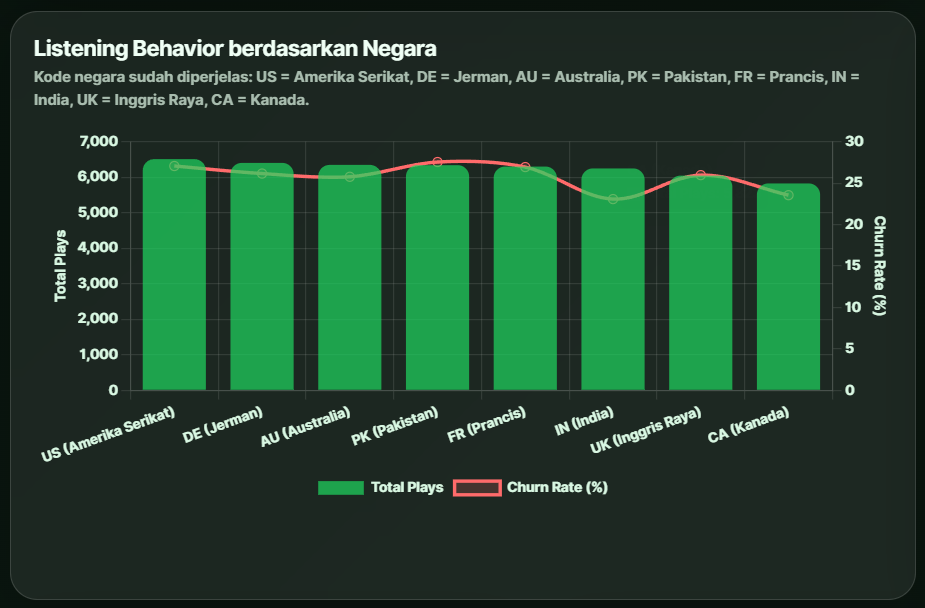 Listening Behavior berdasarkan Negara
Kode negara sudah diperjelas: US = Amerika Serikat, DE = Jerman, AU = Australia, PK = Pakistan, FR = Prancis, IN =
India, UK = Inggris Raya, CA = Kanada.
7,000
6,000
5,000
4,000
3,000
2,000
1,000
0
Total Plays
30
25
20
15
10
5
0
Churn Rate (%)
US (Amerika Serikat)
DE (Jerman)
AU (Australia)
PK (Pakistan)
FR (Prancis)
IN (India)
UK (Inggris Raya)
CA (Kanada)
Total Plays
Churn Rate (%)